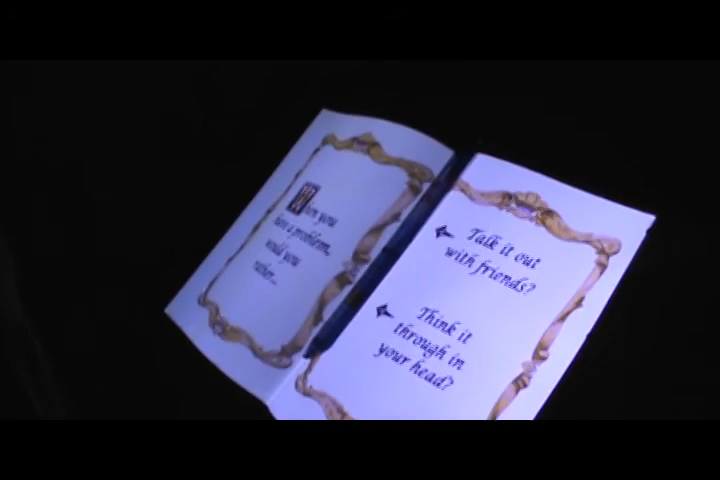 When you
have a problem,
would you
rather...
Talk it out
with friends?
Think it
through in
your head?